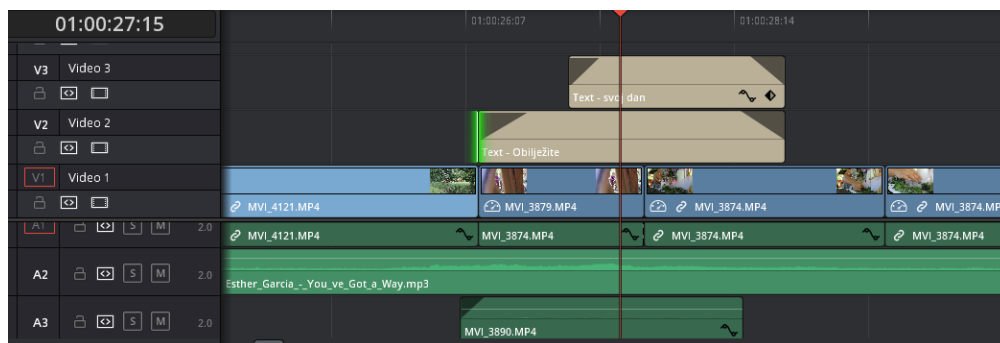 01:00:27:15
01:00:26:07
01:00:28:14
V3 Video 3
Text - svoj dan
V2 Video 2
Text - Obilježite
V1 Video 1
MVI_4121.MP4
MVI_3879.MP4
MVI_3874.MP4
MVI_3874.MP
A1 S M 2.0
MVI_4121.MP4
MVI_3874.MP4
MVI_3874.MP4
MVI_3874.MP4
A2 S M 2.0
Esther_Garcia_-_You_ve_Got_a_Way.mp3
A3 S M 2.0
MVI_3890.MP4